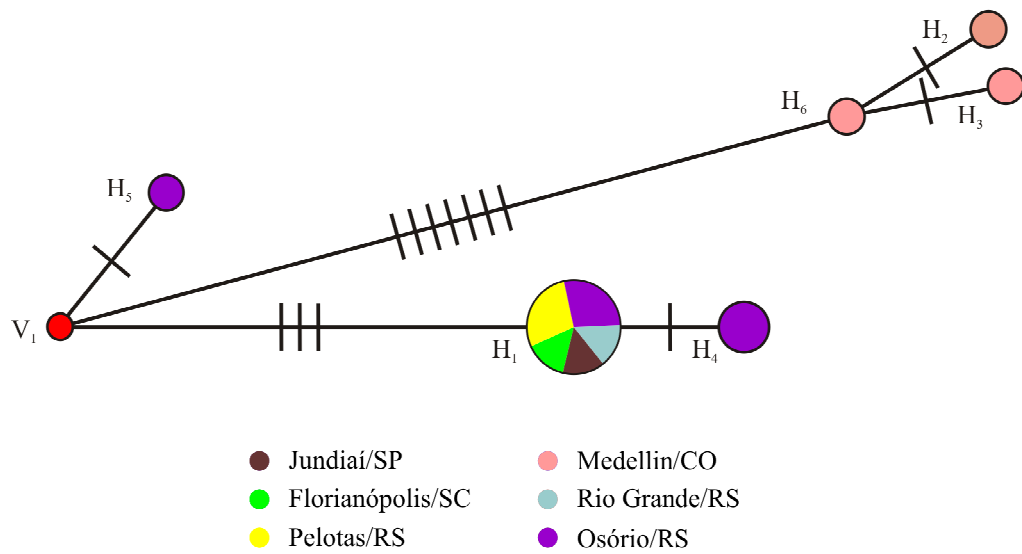 H₂
H₆
H₃
H₅
V₁
H₁
H₄
Jundiaí/SP
Medellin/CO
Florianópolis/SC
Rio Grande/RS
Pelotas/RS
Osório/RS